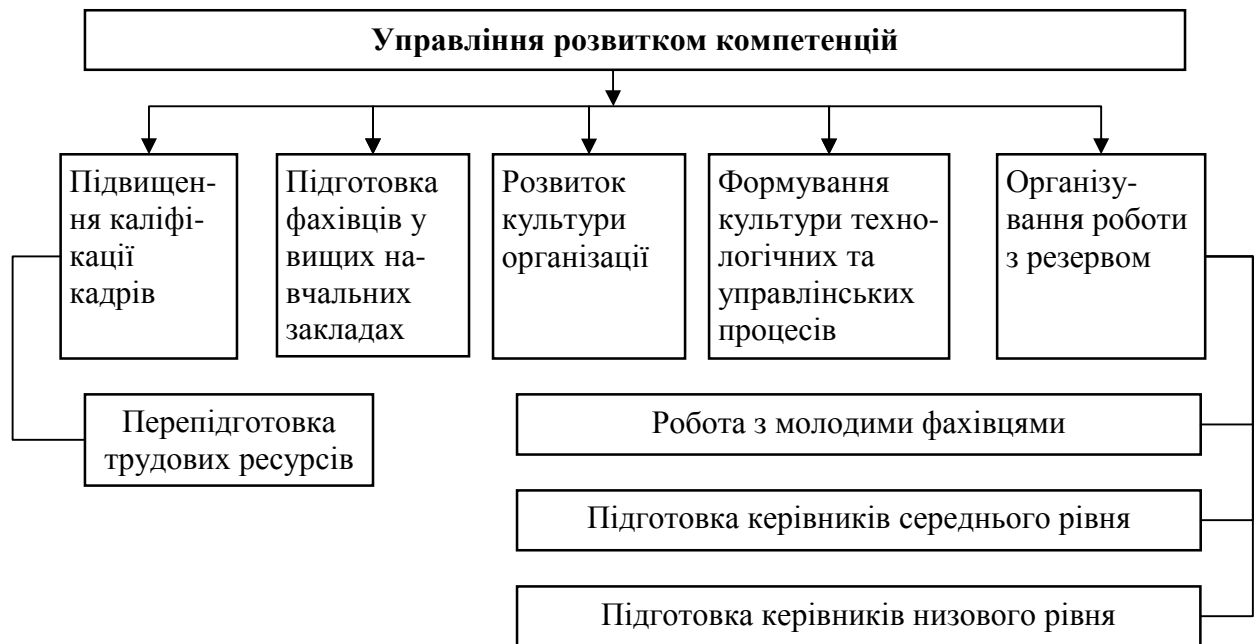 Управління розвитком компетенцій
Підвищен-
ня каліфі-
кації
кадрів
Підготовка
фахівців у
вищих на-
вчальних
закладах
Розвиток
культури
організації
Формування
культури техно-
логічних та
управлінських
процесів
Організу-
вання роботи
з резервом
Перепідготовка
трудових ресурсів
Робота з молодими фахівцями
Підготовка керівників середнього рівня
Підготовка керівників низового рівня